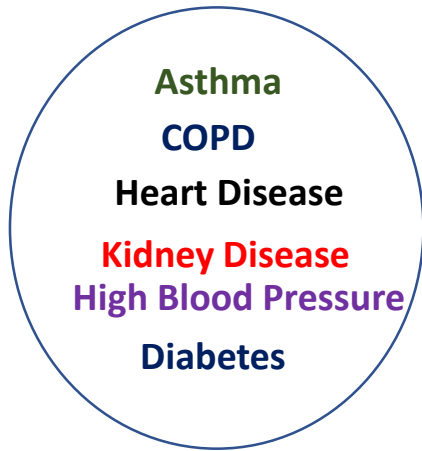 Asthma
COPD
Heart Disease
Kidney Disease
High Blood Pressure
Diabetes